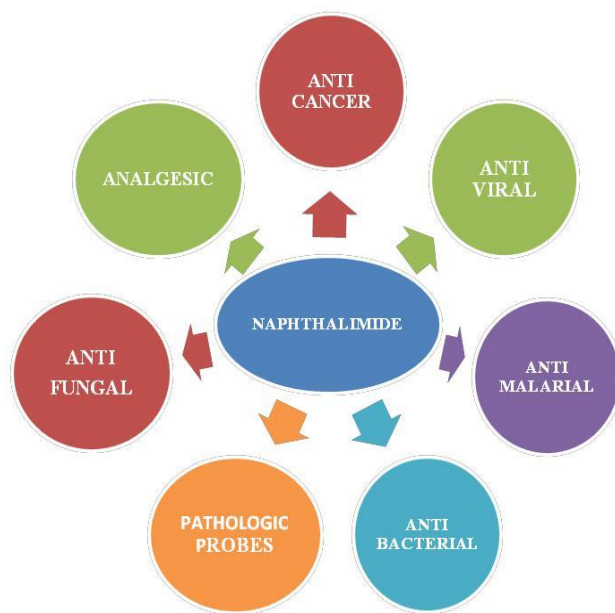 ANTI
CANCER
ANALGESIC
ANTI
VIRAL
NAPHTHALIMIDE
ANTI
FUNGAL
ANTI
MALARIAL
PATHOLOGIC
PROBES
ANTI
BACTERIAL